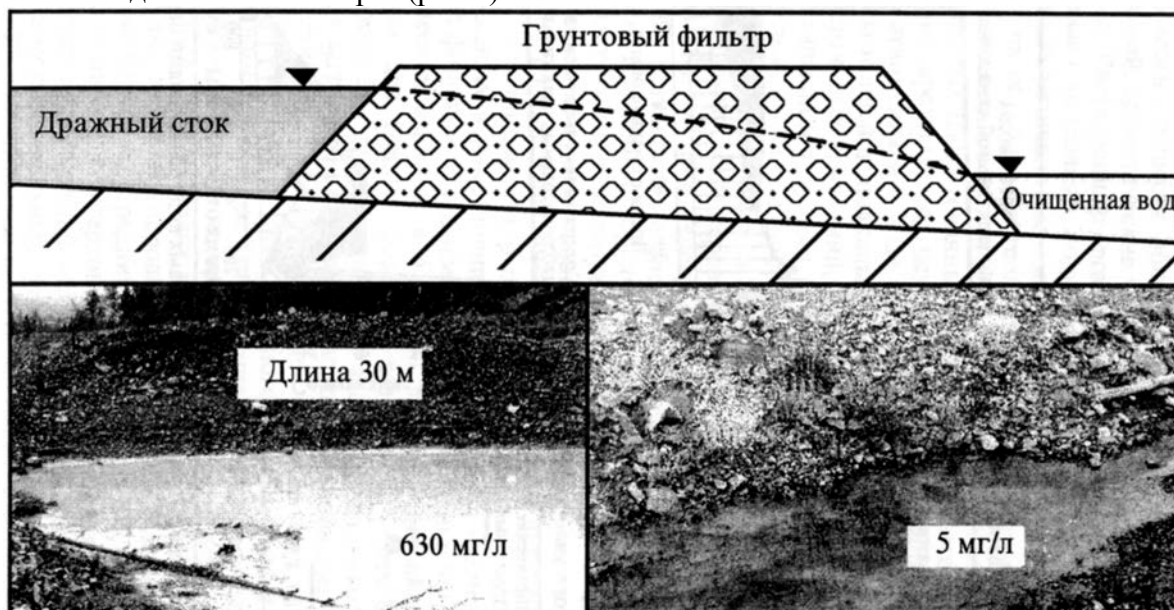 Грунтовый фильтр
Дражный сток
Очищенная вод
Длина 30 м
630 мг/л
5 мг/л